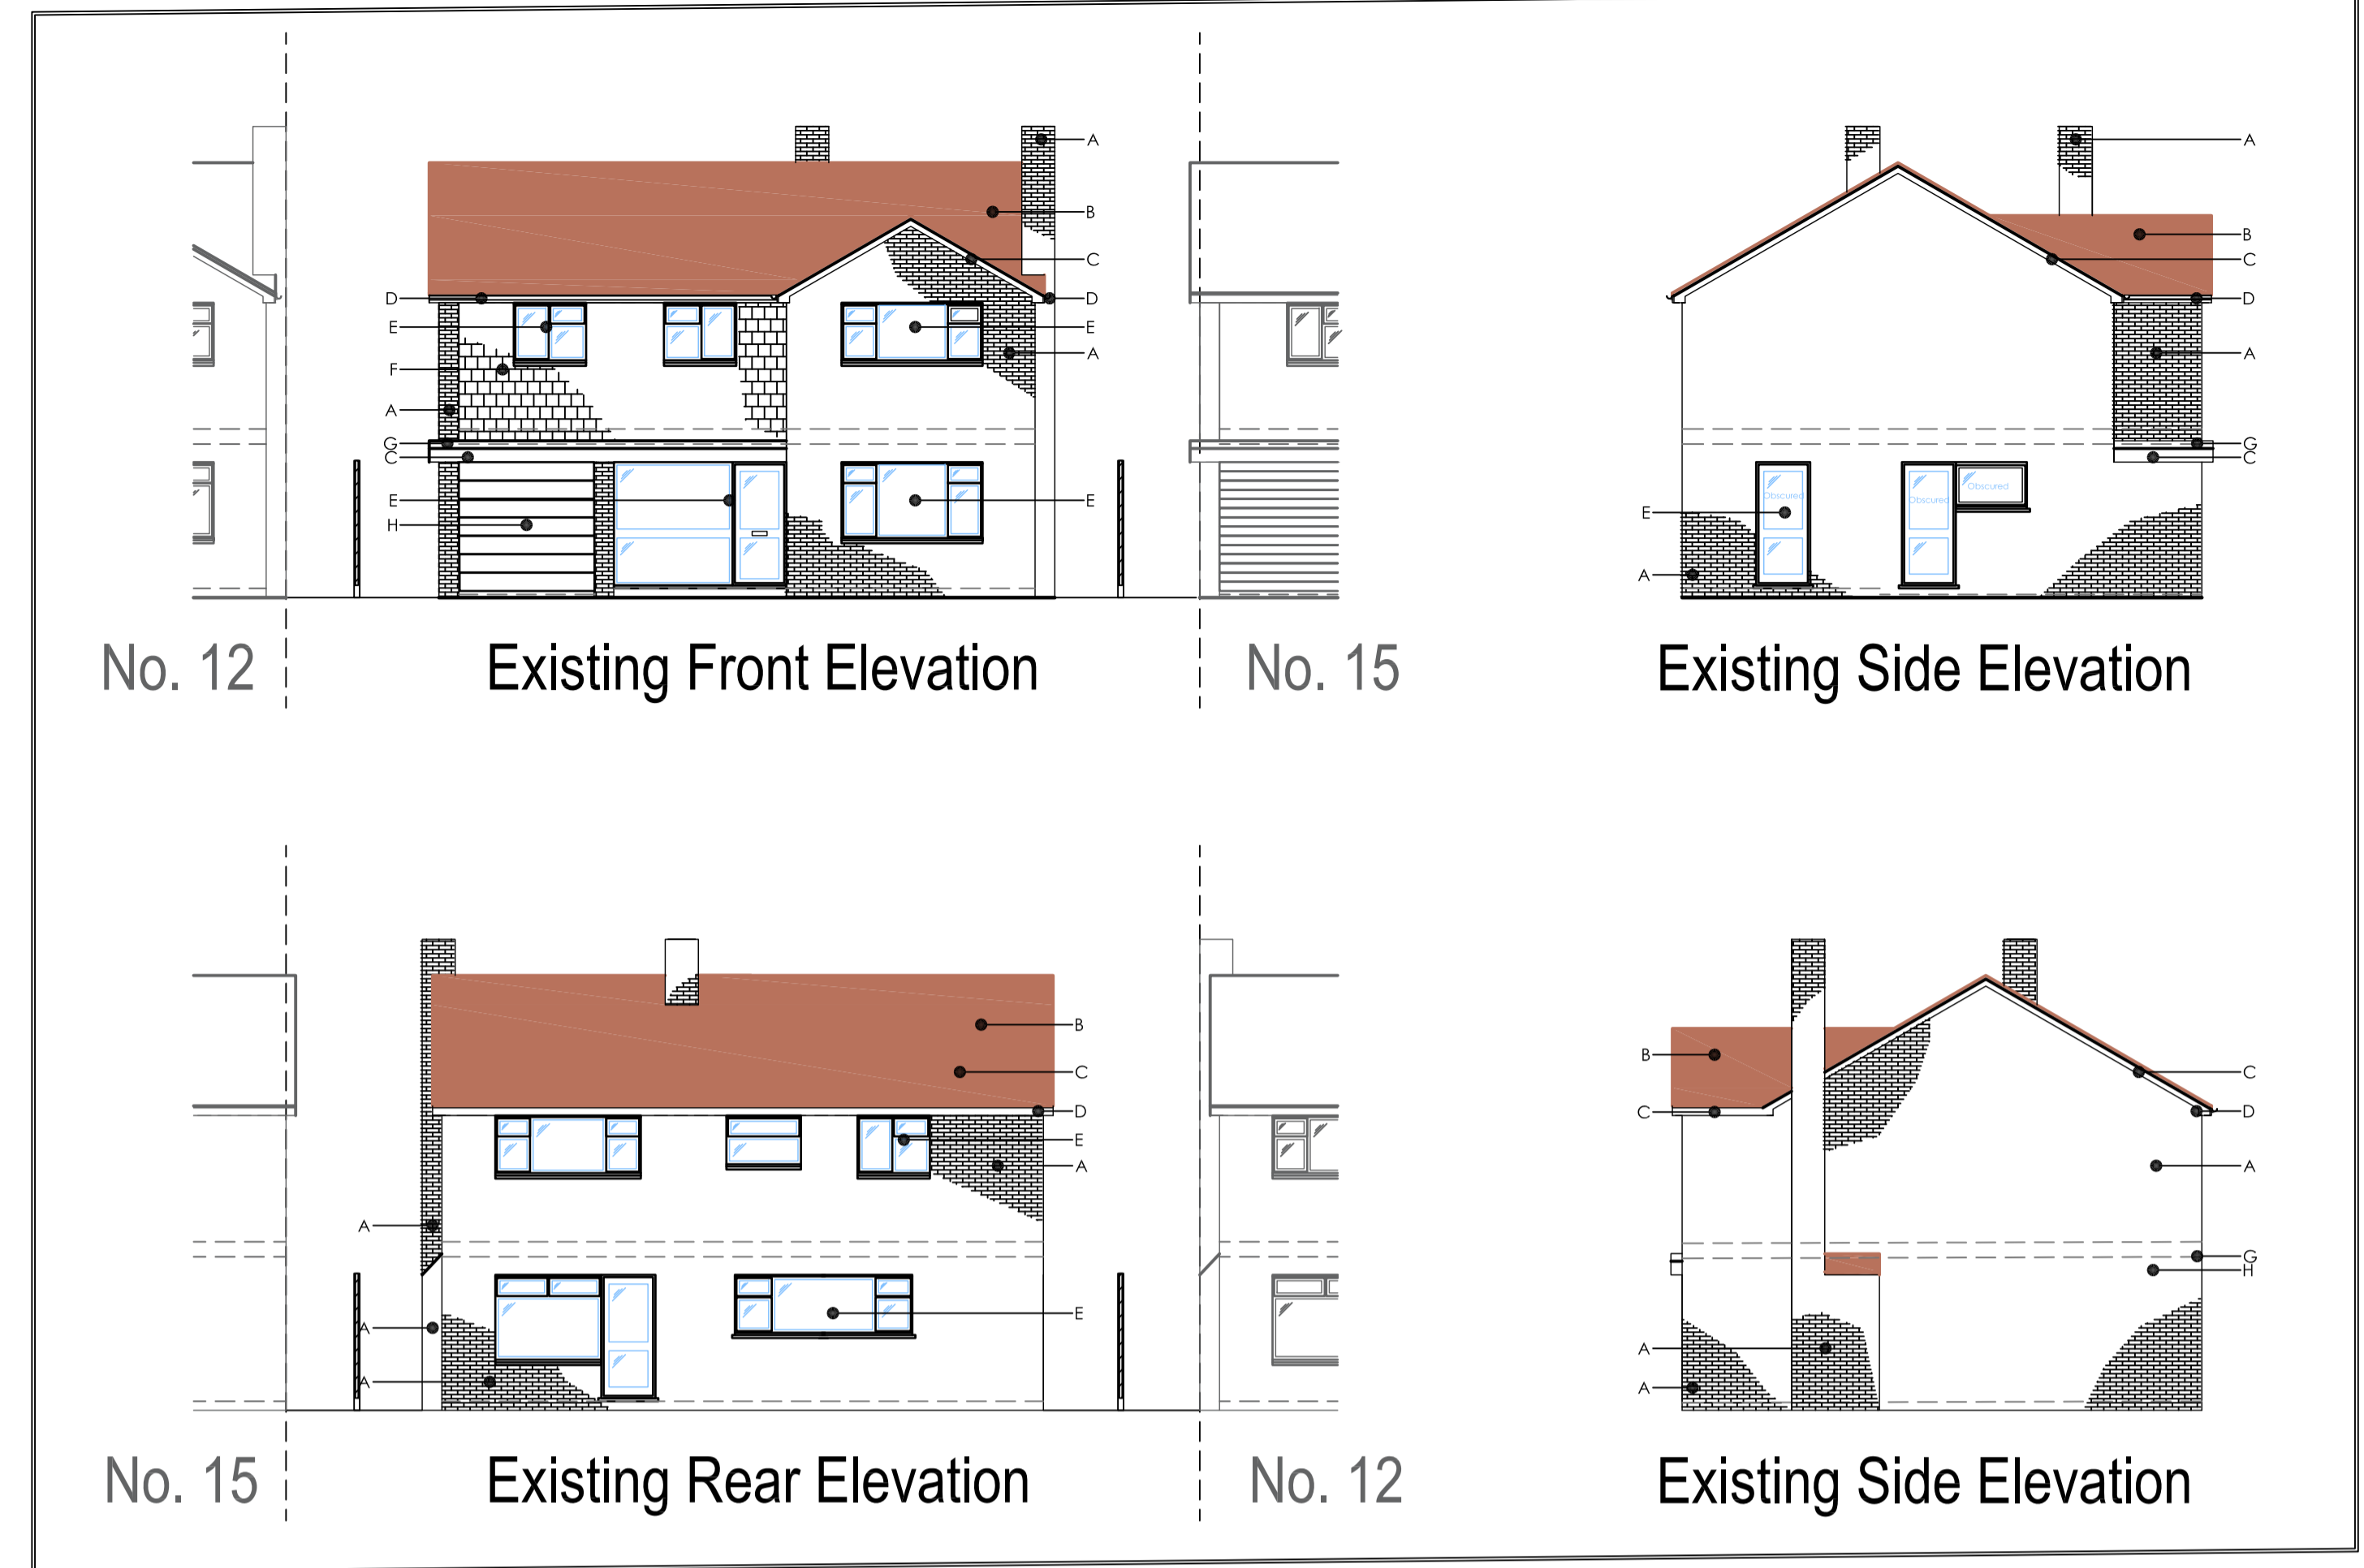 A
B
C
D
D
E
E
F
A
A
G
C
E
E
H
No. 12
Existing Front Elevation
No. 15
A
B
C
D
A
G
C
Obscured
Obscured
Obscured
E
A
Existing Side Elevation
B
C
D
E
A
A
E
A
A
No. 15
Existing Rear Elevation
No. 12
B
C
C
D
A
G
H
A
A
Existing Side Elevation